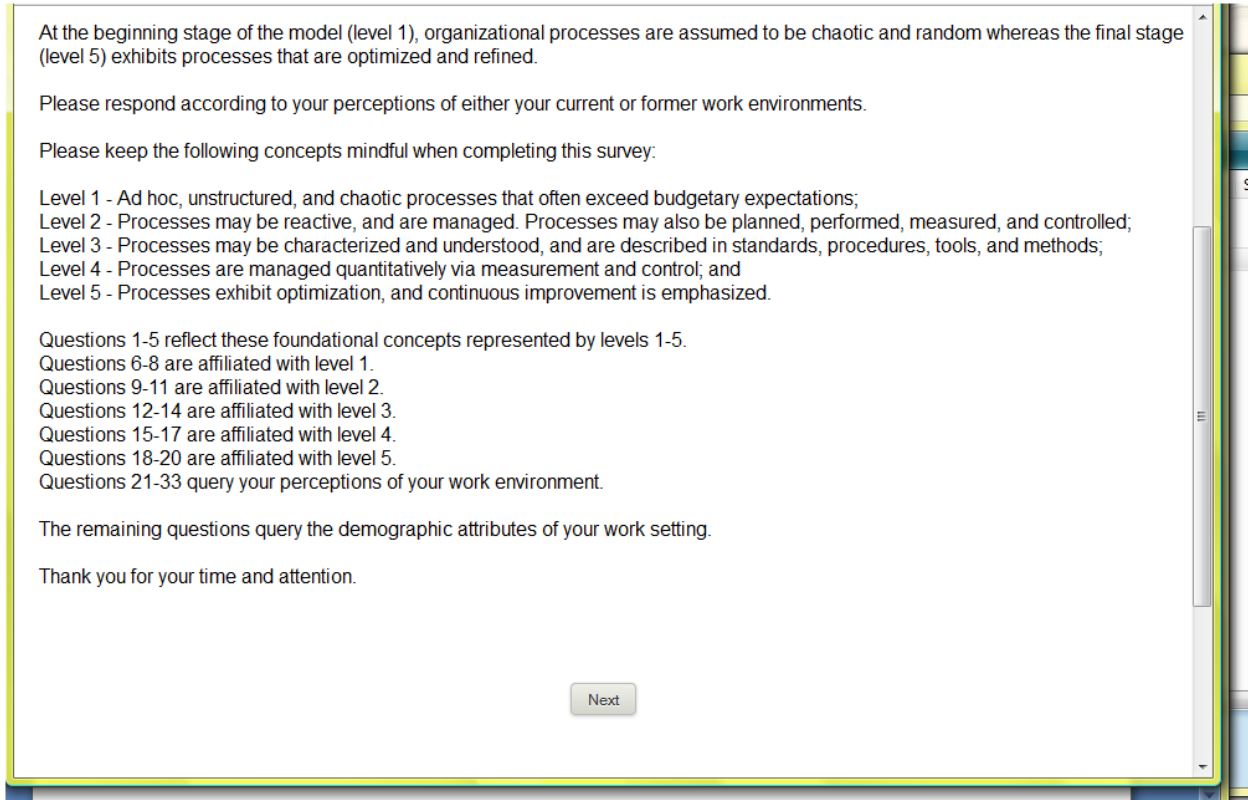 At the beginning stage of the model (level 1), organizational processes are assumed to be chaotic and random whereas the final stage
(level 5) exhibits processes that are optimized and refined.
Please respond according to your perceptions of either your current or former work environments.
Please keep the following concepts mindful when completing this survey:
Level 1 - Ad hoc, unstructured, and chaotic processes that often exceed budgetary expectations;
Level 2 - Processes may be reactive, and are managed. Processes may also be planned, performed, measured, and controlled;
Level 3 - Processes may be characterized and understood, and are described in standards, procedures, tools, and methods;
Level 4 - Processes are managed quantitatively via measurement and control; and
Level 5 - Processes exhibit optimization, and continuous improvement is emphasized.
Questions 1-5 reflect these foundational concepts represented by levels 1-5.
Questions 6-8 are affiliated with level 1.
Questions 9-11 are affiliated with level 2.
Questions 12-14 are affiliated with level 3.
Questions 15-17 are affiliated with level 4.
Questions 18-20 are affiliated with level 5.
Questions 21-33 query your perceptions of your work environment.
The remaining questions query the demographic attributes of your work setting.
Thank you for your time and attention.
Next